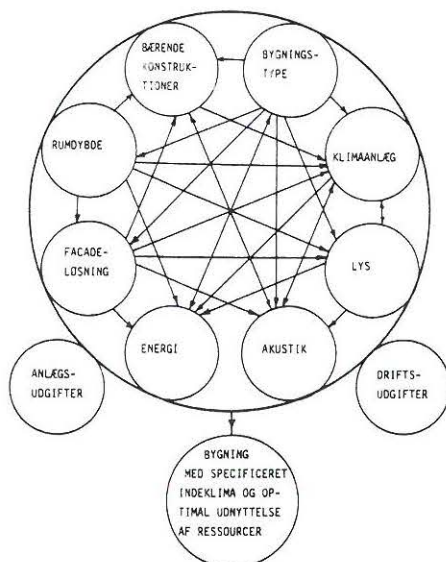 BÆRENDE
KONSTRUK-
TIONER
BYGNINGS-
TYPE
RUMDYBDE
KLIMAANLÆG
FACADE-
LØSNING
LYS
ENERGI
AKUSTIK
ANLÆGS-
UDGIFTER
DRIFTS-
UDGIFTER
BYGNING
MED SPECIFICERET
INDEKLIMA OG OP-
TIMAL UDNYTTELSE
AF RESSOURCER